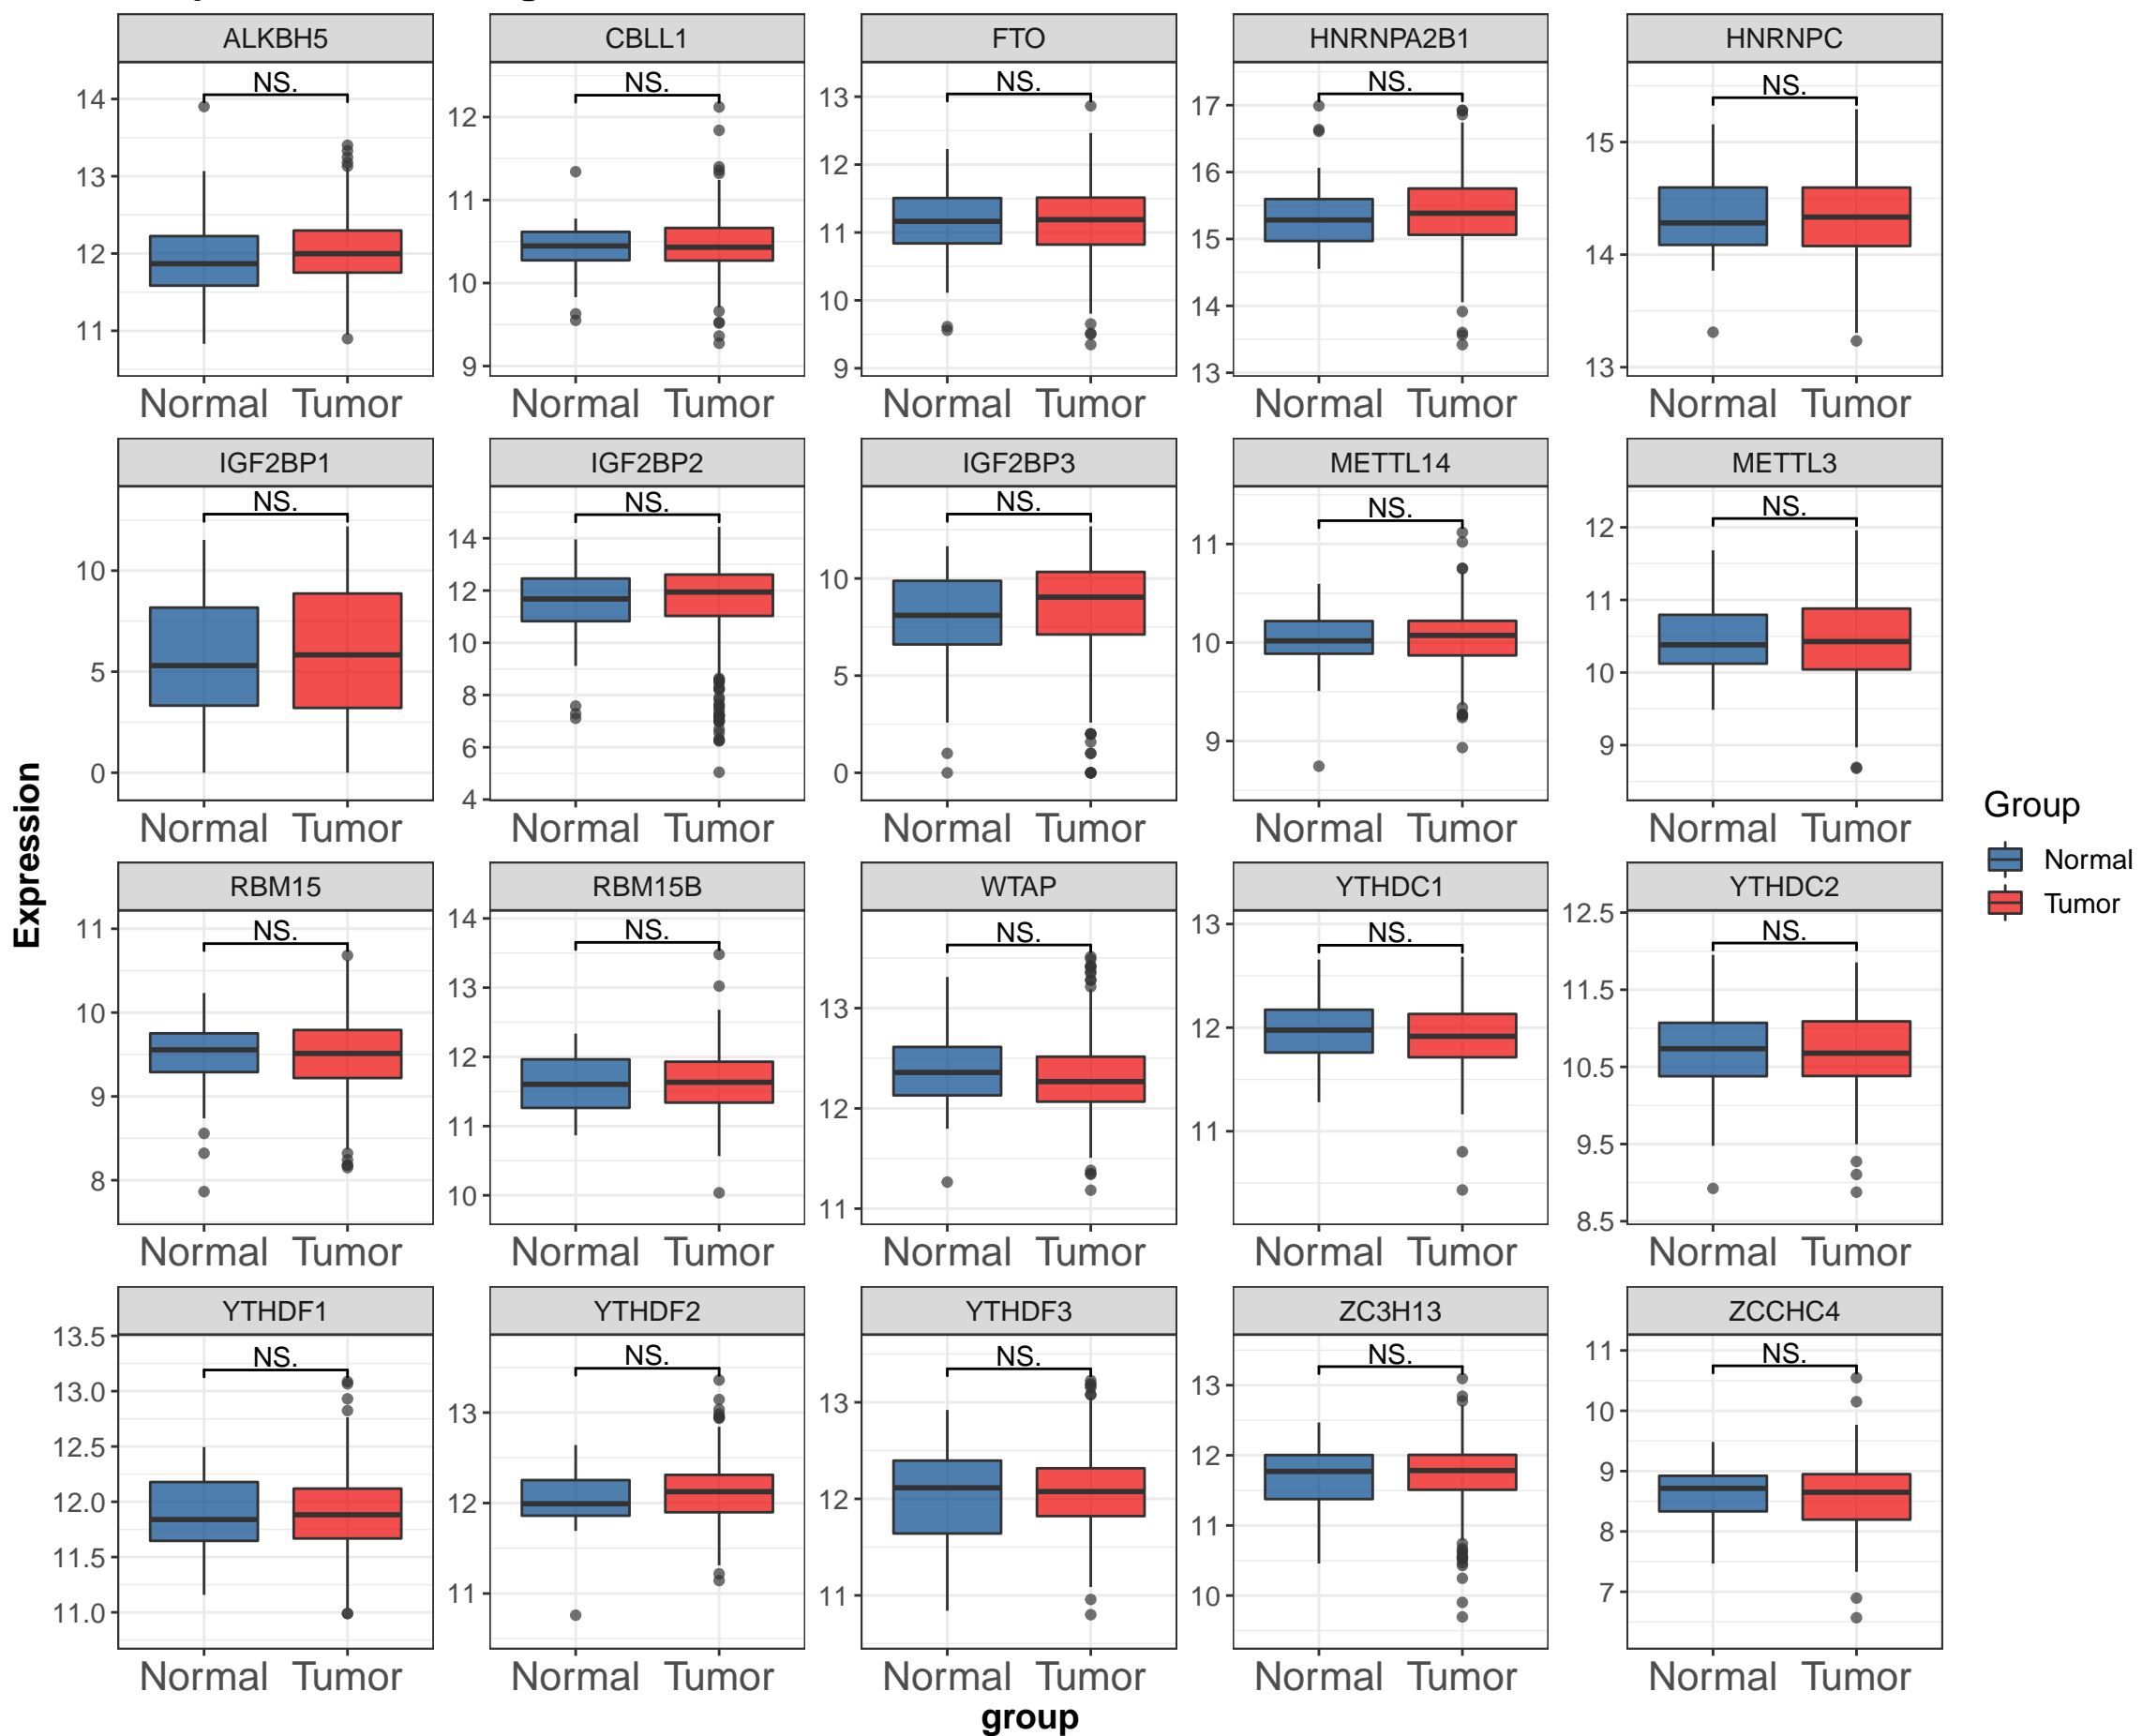 ALKBH5 CBLL1 FTO HNRNPA2B1 HNRNPC
NS. NS. NS. NS. NS.
14 13 12 11
12 11 10 9
13 12 11 10 9
17 16 15 14 13
15 14 13
Normal Tumor Normal Tumor Normal Tumor Normal Tumor Normal Tumor
IGF2BP1 IGF2BP2 IGF2BP3 METTL14 METTL3
NS. NS. NS. NS. NS.
10 5 0
14 12 10 8 6 4
10 5 0
11 10 9
12 11 10 9
Normal Tumor Normal Tumor Normal Tumor Normal Tumor Normal Tumor
Expression
Group
Normal
Tumor
RBM15 RBM15B WTAP YTHDC1 YTHDC2
NS. NS. NS. NS. NS.
11 10 9 8
14 13 12 11 10
13 12 11
13 12 11
12.5 11.5 10.5 9.5 8.5
Normal Tumor Normal Tumor Normal Tumor Normal Tumor Normal Tumor
YTHDF1 YTHDF2 YTHDF3 ZC3H13 ZCCHC4
NS. NS. NS. NS. NS.
13.5 13.0 12.5 12.0 11.5 11.0
13 12 11
13 12 11
13 12 11 10
11 10 9 8 7
Normal Tumor Normal Tumor Normal Tumor Normal Tumor Normal Tumor
group